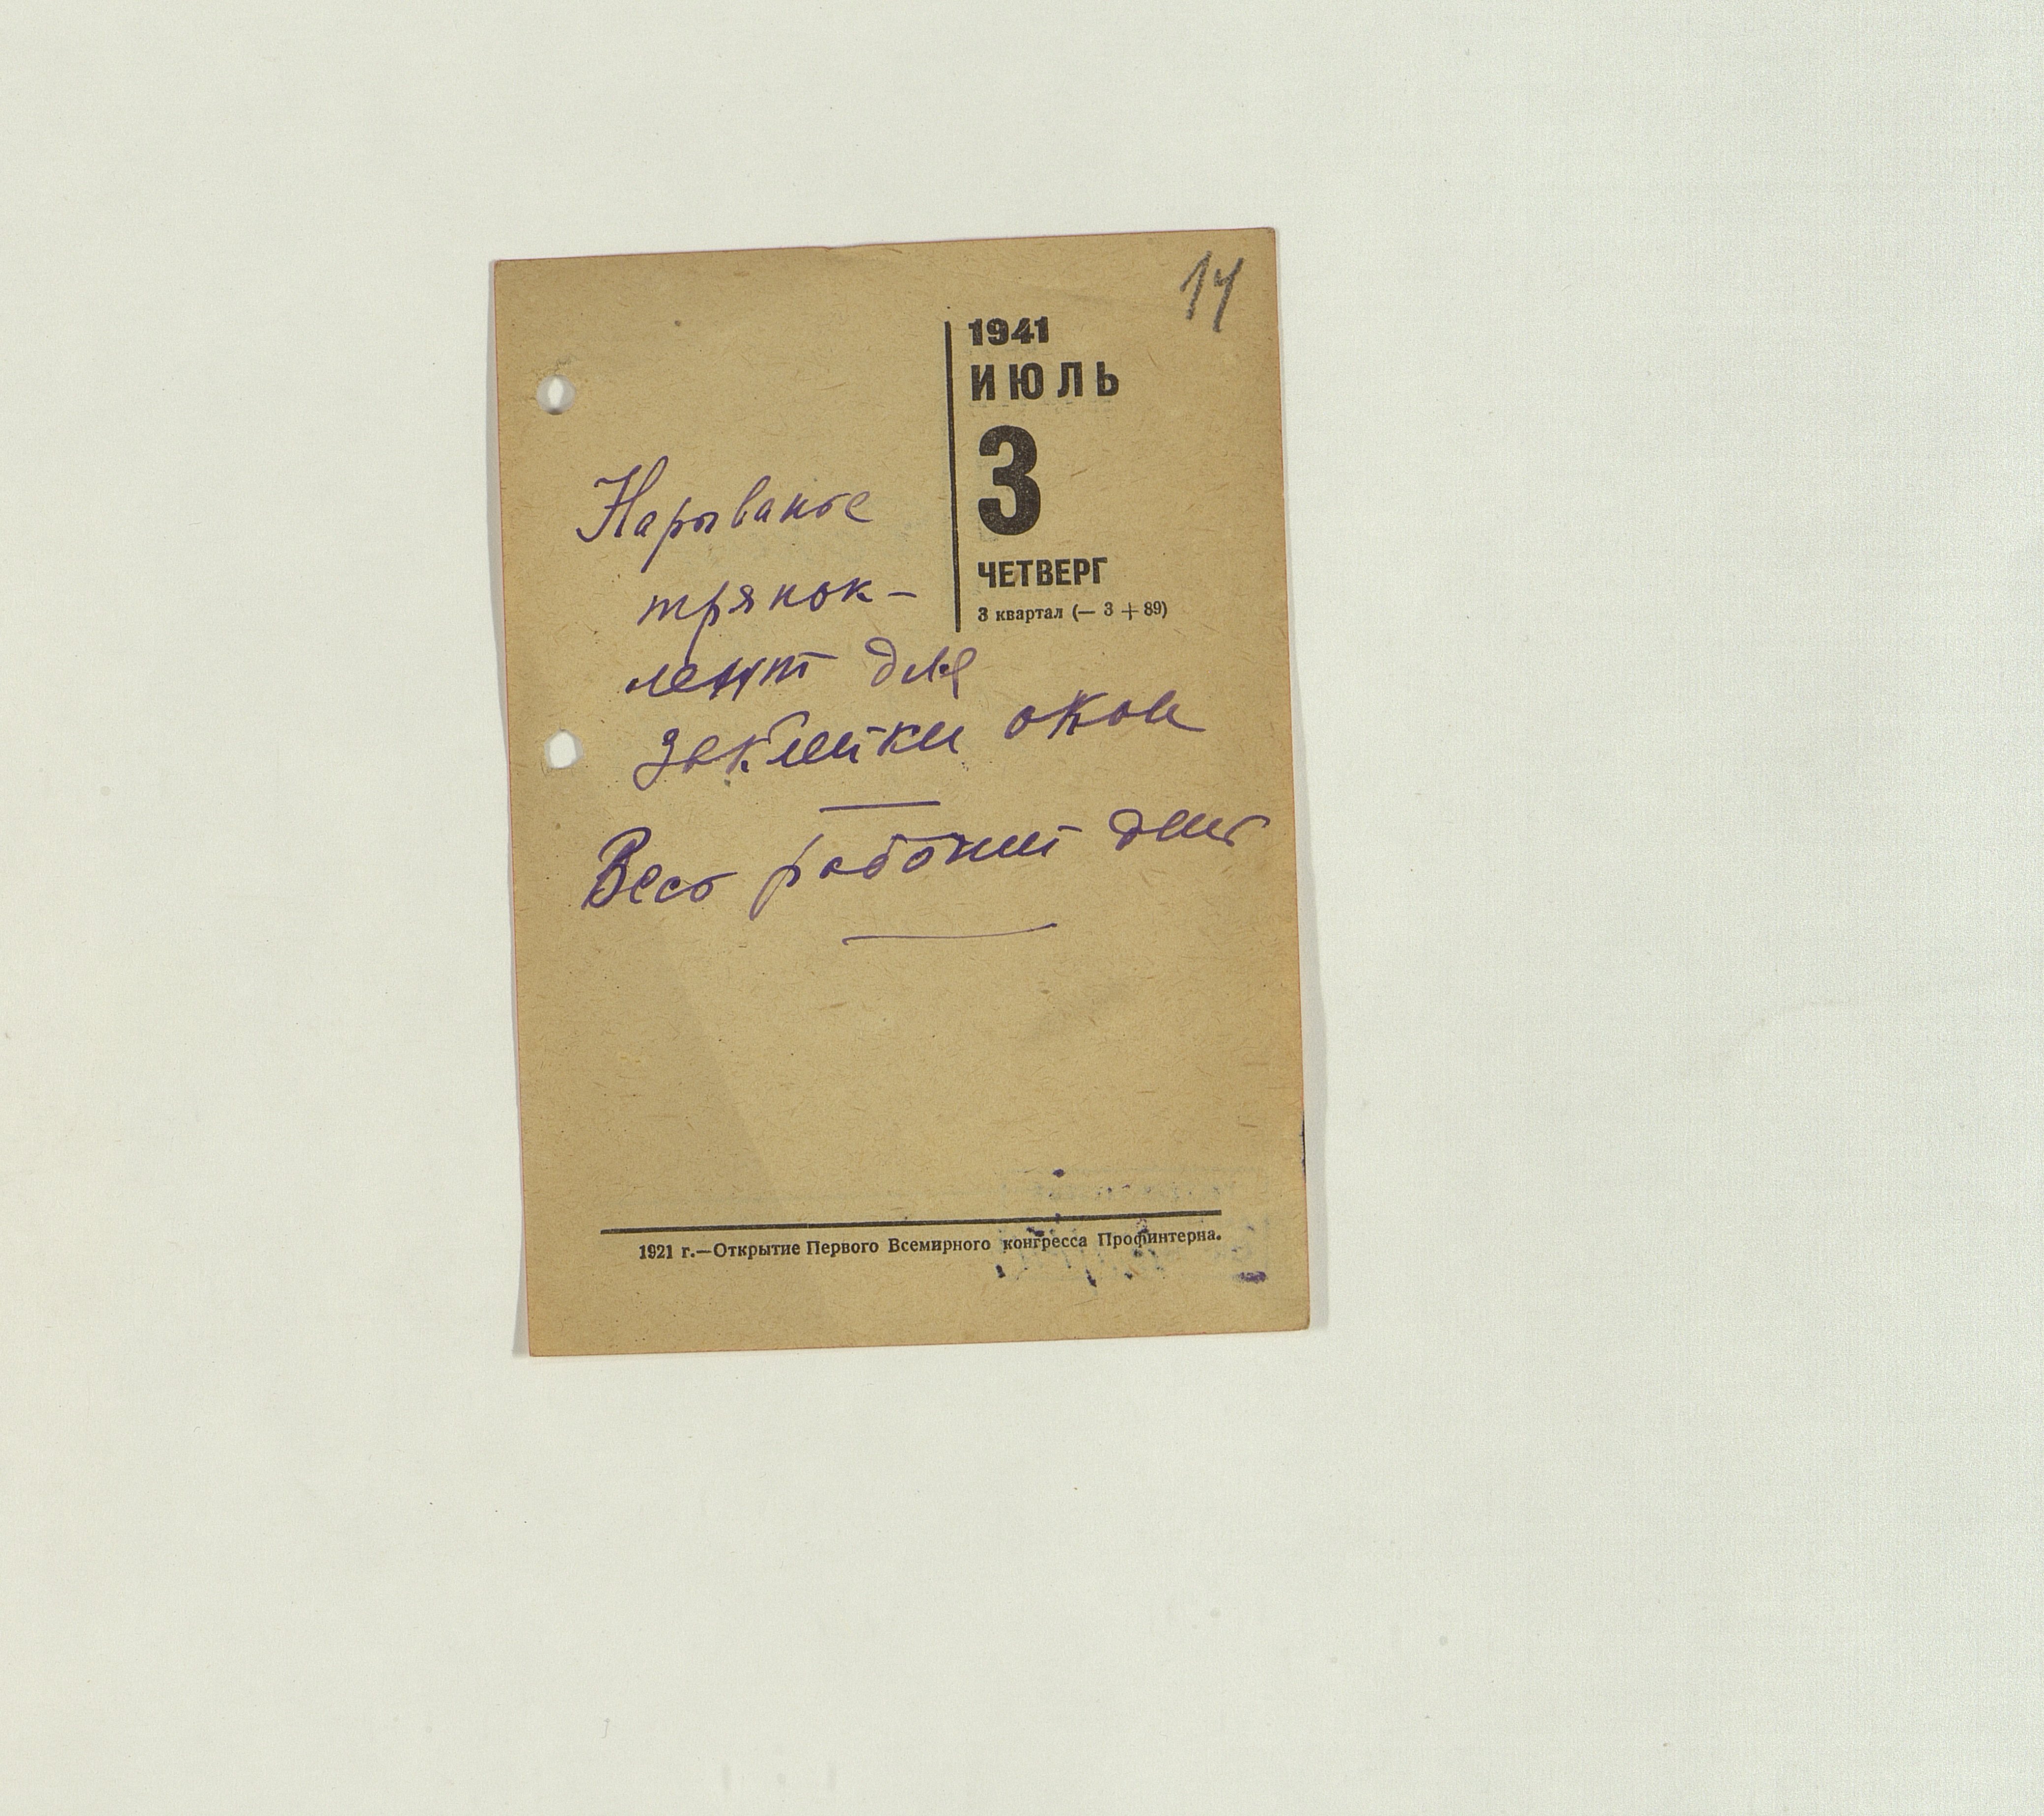 14
1941
ИЮЛЬ
3
ЧЕТВЕРГ
3 квартал (— 3 + 89)
Нарыванье
тряпок —
лент для
заклейки окон
Весь рабочий день
1921 г.—Открытие Первого Всемирного конгресса Профинтерна.